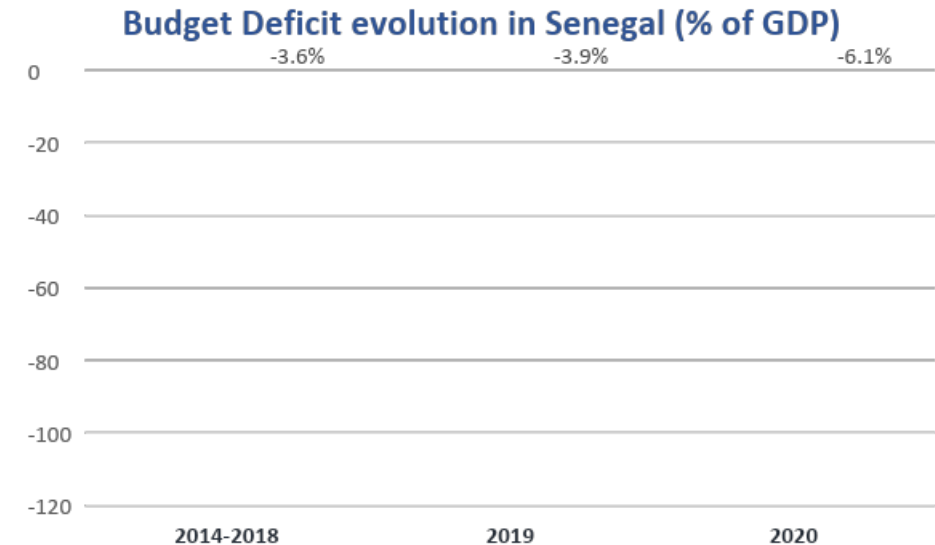 Budget Deficit evolution in Senegal (% of GDP)
-3.6% -3.9% -6.1%
0
-20
-40
-60
-80
-100
-120
2014-2018 2019 2020